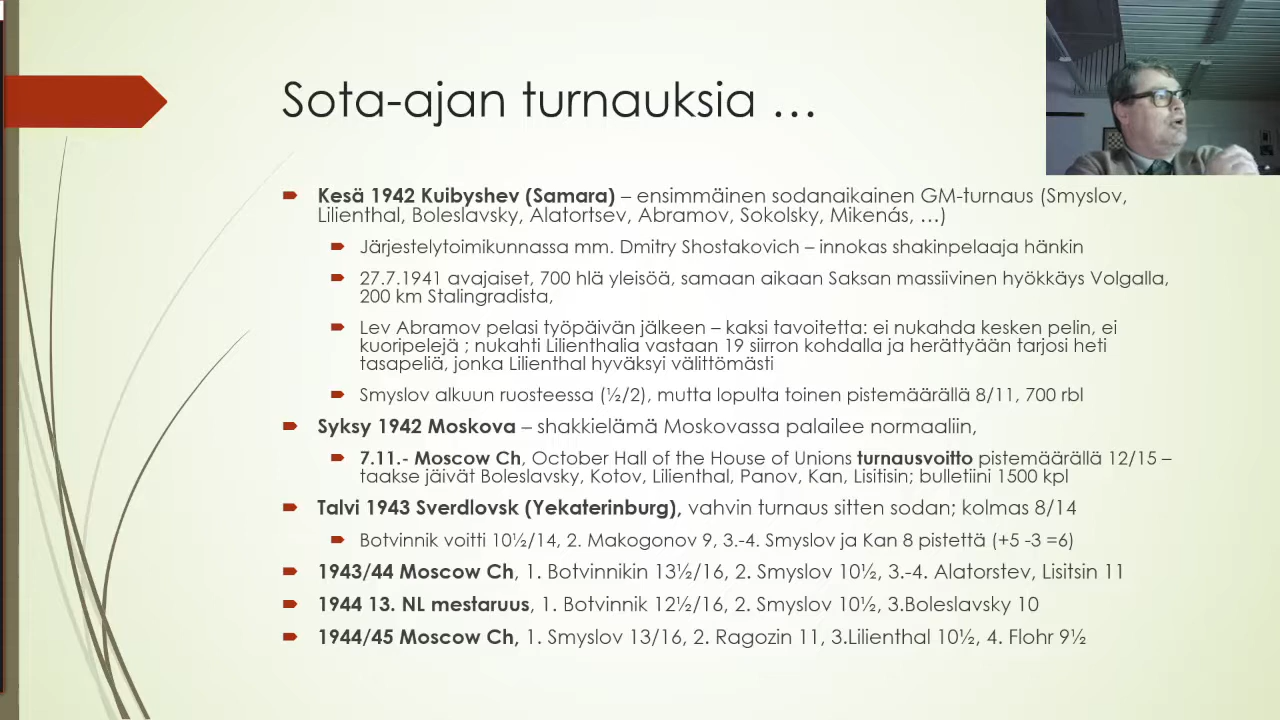 Sota-ajan turnauksia …
Kesä 1942 Kuibyshev (Samara) – ensimmäinen sodanaikainen GM-turnaus (Smyslov,
Lilienthal, Boleslavsky, Alatortsev, Abramov, Sokolsky, Mikenás, …)
Järjestelytoimikunnassa mm. Dmitry Shostakovich – innokas shakinpelaaja hänkin
27.7.1941 avajaiset, 700 hlä yleisöä, samaan aikaan Saksan massiivinen hyökkäys Volgalla,
200 km Stalingradista,
Lev Abramov pelasi työpäivän jälkeen – kaksi tavoitetta: ei nukahda kesken pelin, ei
kuoripelejä ; nukahti Lilienthalia vastaan 19 siirron kohdalla ja herättyään tarjosi heti
tasapeliä, jonka Lilienthal hyväksyi välittömästi
Smyslov alkuun ruosteessa (½/2), mutta lopulta toinen pistemäärällä 8/11, 700 rbl
Syksy 1942 Moskova – shakkielämä Moskovassa palailee normaaliin,
7.11.- Moscow Ch, October Hall of the House of Unions turnausvoitto pistemäärällä 12/15 –
taakse jäivät Boleslavsky, Kotov, Lilienthal, Panov, Kan, Lisitisin; bulletiini 1500 kpl
Talvi 1943 Sverdlovsk (Yekaterinburg), vahvin turnaus sitten sodan; kolmas 8/14
Botvinnik voitti 10½/14, 2. Makogonov 9, 3.-4. Smyslov ja Kan 8 pistettä (+5 -3 =6)
1943/44 Moscow Ch, 1. Botvinnikin 13½/16, 2. Smyslov 10½, 3.-4. Alatorstev, Lisitsin 11
1944 13. NL mestaruus, 1. Botvinnik 12½/16, 2. Smyslov 10½, 3.Boleslavsky 10
1944/45 Moscow Ch, 1. Smyslov 13/16, 2. Ragozin 11, 3.Lilienthal 10½, 4. Flohr 9½